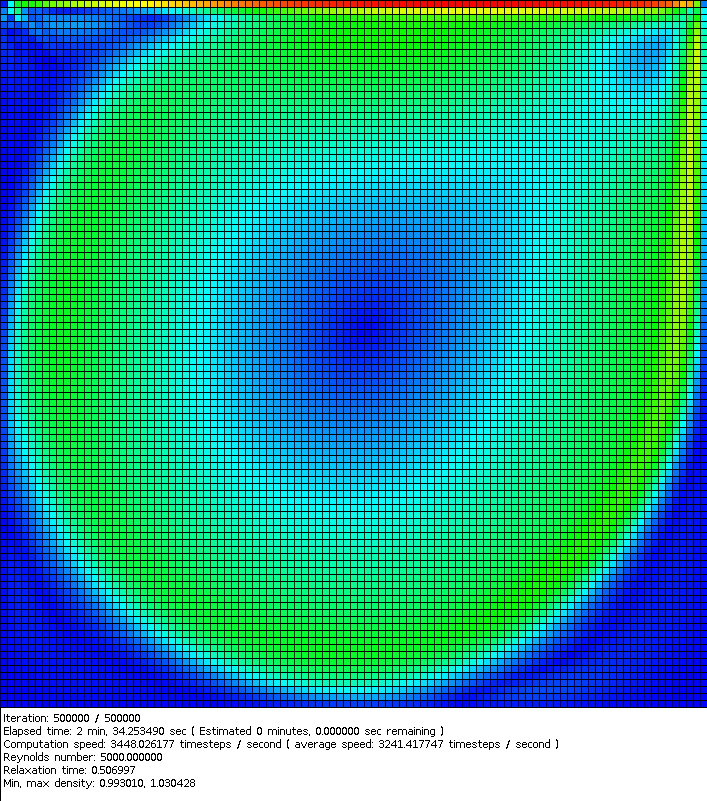 Iteration: 500000 / 500000
Elapsed time: 2 min, 34.253490 sec ( Estimated 0 minutes, 0.000000 sec remaining )
Computation speed: 3448.026177 timesteps / second ( average speed: 3241.417747 timesteps / second )
Reynolds number: 5000.000000
Relaxation time: 0.506997
Min, max density: 0.993010, 1.030428